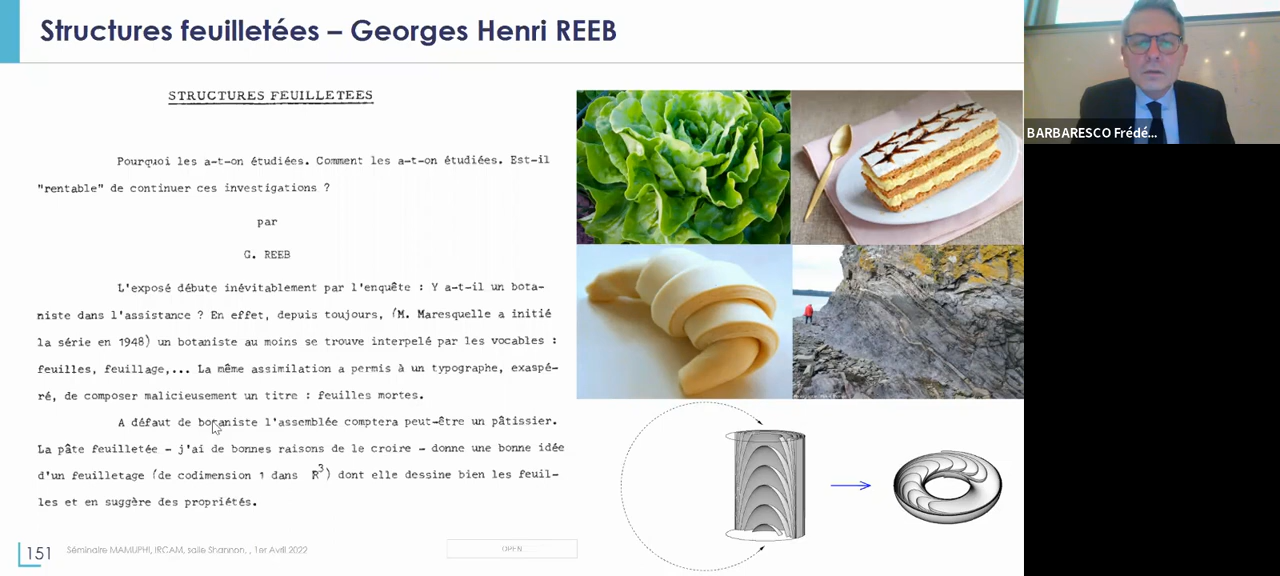 Structures feuilletées – Georges Henri REEB
STRUCTURES FEUILLETEES
Pourquoi les a-t-on étudiées. Comment les a-t-on étudiées. Est-il
"rentable" de continuer ces investigations ?
par
G. REEB
L'exposé débute inévitablement par l'enquête : Y a-t-il un bota-
niste dans l'assistance ? En effet, depuis toujours, (M. Maresquelle a initié
la série en 1948) un botaniste au moins se trouve interpelé par les vocables :
feuilles, feuillage,... La même assimilation a permis à un typographe, exaspé-
ré, de composer malicieusement un titre : feuilles mortes.
A défaut de botaniste l'assemblée comptera peut-être un pâtissier.
La pâte feuilletée - j'ai de bonnes raisons de le croire - donne une bonne idée
d'un feuilletage (de codimension 1 dans R³) dont elle dessine bien les feuil-
les et en suggère des propriétés.
151
Séminaire MAMUPHI, IRCAM, salle Shannon, , 1er Avril 2022
OPEN
BARBARESCO Frédé...